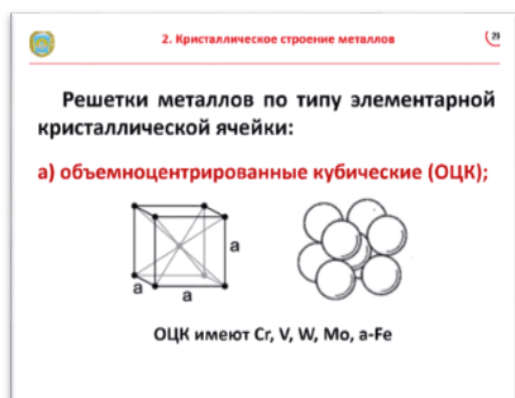 2. Кристаллическое строение металлов
Решетки металлов по типу элементарной
кристаллической ячейки:
а) объемноцентрированные кубические (ОЦК);
a
a
a
ОЦК имеют Cr, V, W, Mo, a-Fe